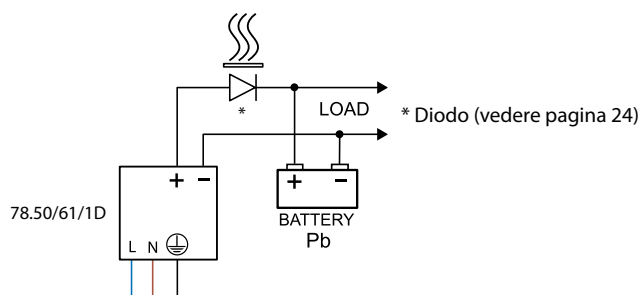 *
LOAD
* Diodo (vedere pagina 24)
+ –
78.50/61/1D
+ –
BATTERY
Pb
L N